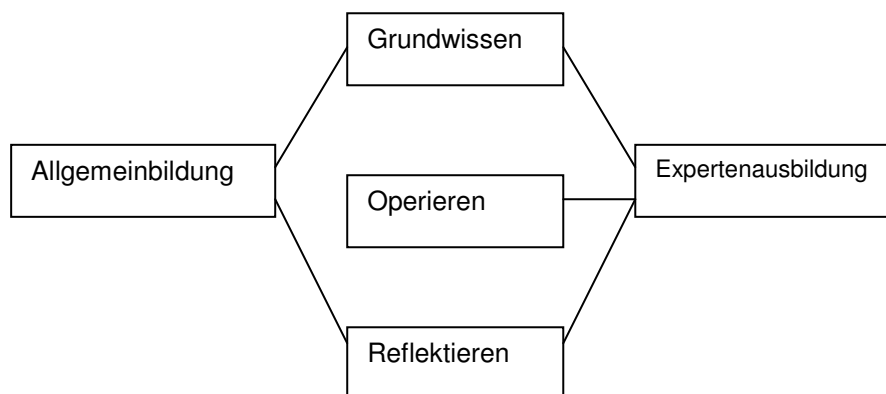 Grundwissen
Allgemeinbildung
Expertenausbildung
Operieren
Reflektieren